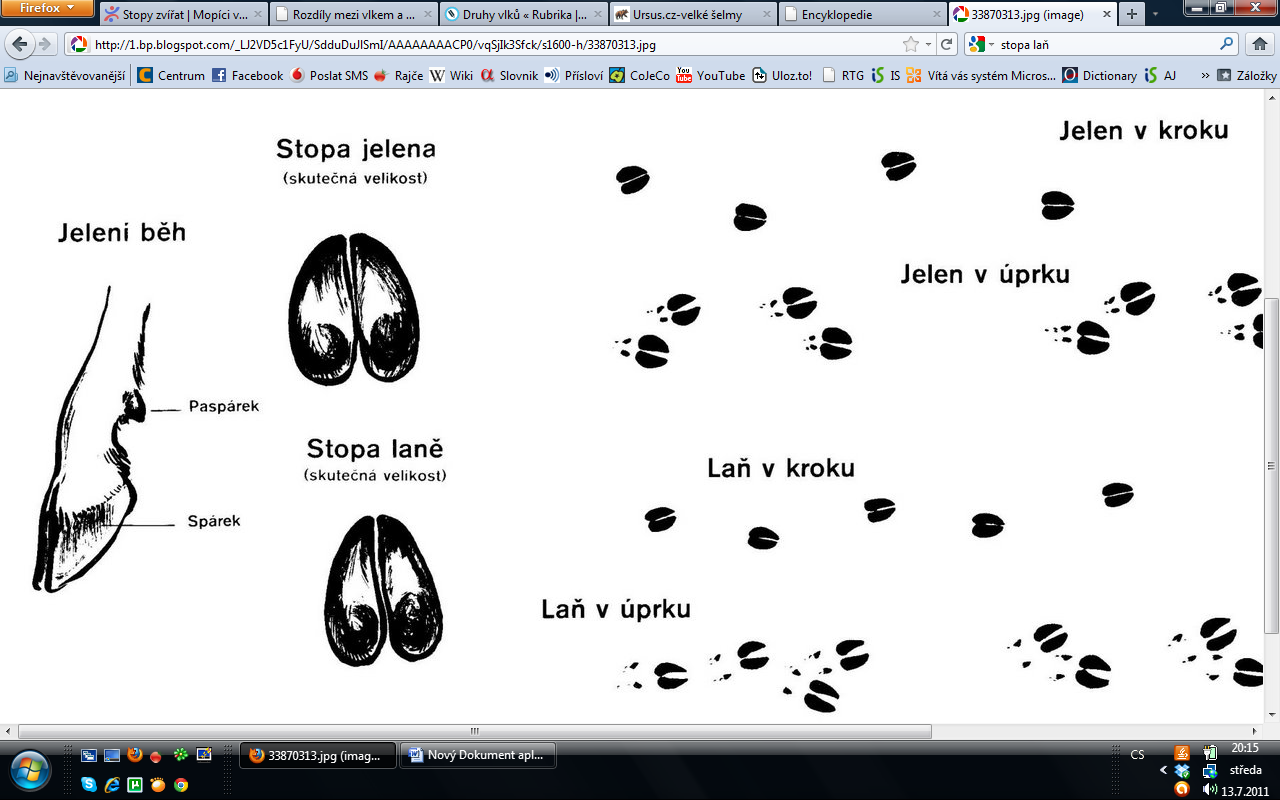 Firefox
Stopy zvířat | Mopíci v...
Rozdíly mezi vlkem a ...
Druhy vlků « Rubrika |...
Ursus.cz-velké šelmy
Encyklopedie
33870313.jpg (image)
http://1.bp.blogspot.com/_LJ2VDzc1FyU/SdduDuJlSmI/AAAAAAAACP0/vqSjIk3Sfck/s1600-h/33870313.jpg
stopa laň
Nejnavštěvovanější
Centrum
Facebook
Poslat SMS
Rajče
Wiki
Slovnik
Přísloví
CoJeCo
YouTube
Uloz.to!
RTG
IS
Vítá vás systém Micros...
Dictionary
AJ
»
Záložky
Jelen v kroku
Stopa jelena
(skutečná velikost)
Jelení běh
Jelen v úprku
Paspárek
Stopa laně
(skutečná velikost)
Laň v kroku
Spárek
Laň v úprku
33870313.jpg (imag...
Nový Dokument apl...
CS
20:15
středa
13.7.2011